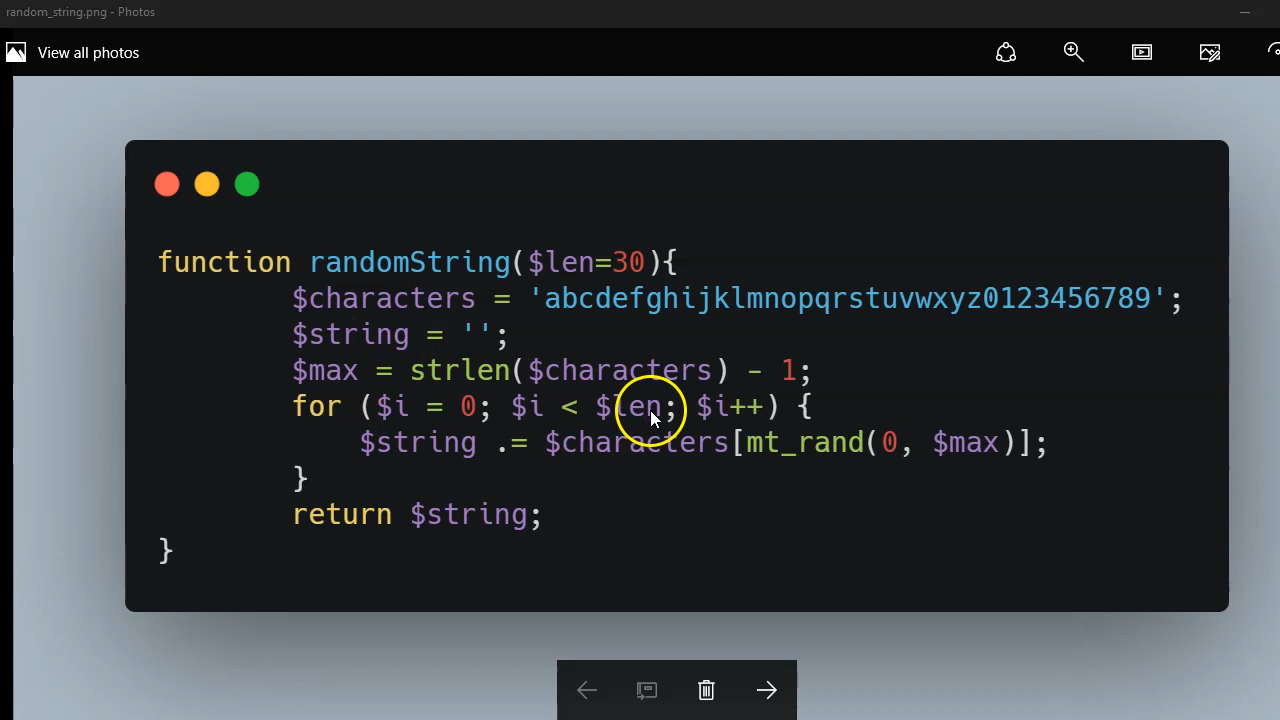 random_string.png - Photos
View all photos
function randomString($len=30){
        $characters = 'abcdefghijklmnopqrstuvwxyz0123456789';
        $string = '';
        $max = strlen($characters) - 1;
        for ($i = 0; $i < $len; $i++) {
            $string .= $characters[mt_rand(0, $max)];
        }
        return $string;
}